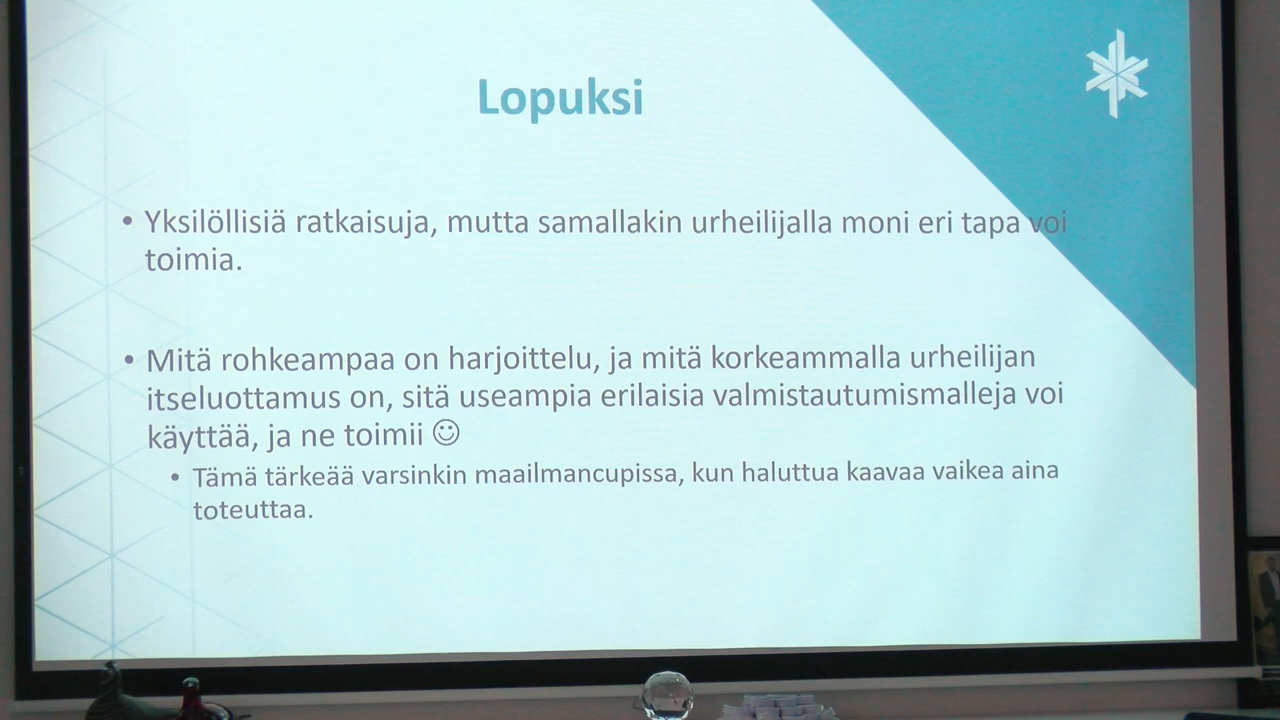 Lopuksi
• Yksilöllisiä ratkaisuja, mutta samallakin urheilijalla moni eri tapa voi
toimia.
• Mitä rohkeampaa on harjoittelu, ja mitä korkeammalla urheilijan
itseluottamus on, sitä useampia erilaisia valmistautumismalleja voi
käyttää, ja ne toimii ☺
• Tämä tärkeää varsinkin maailmancupissa, kun haluttua kaavaa vaikea aina
toteuttaa.